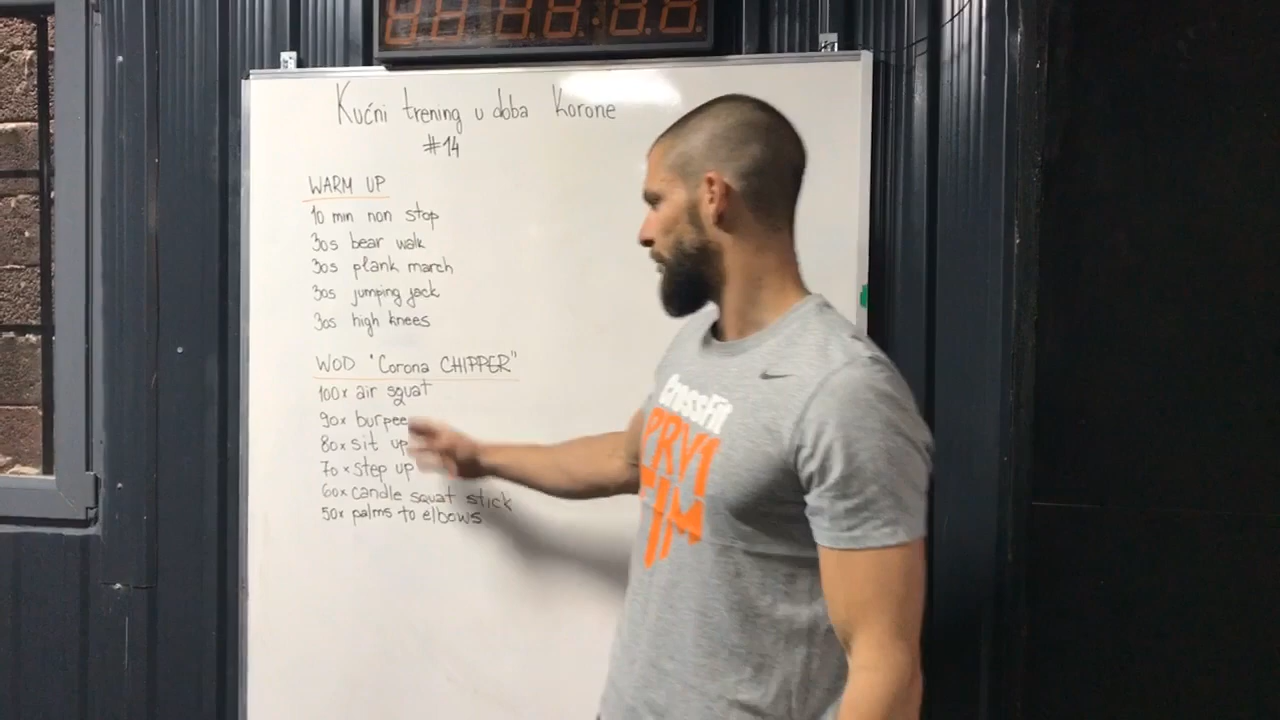 Kućni trening u doba Korone
#14
WARM UP
10 min non stop
30s bear walk
30s plank march
30s jumping jack
30s high knees
WOD "Corona CHIPPER"
100x air squat
90x burpee
80x sit up
70x step up
60x candle squat stick
50x palms to elbows
CrossFit
PRVI
TIM